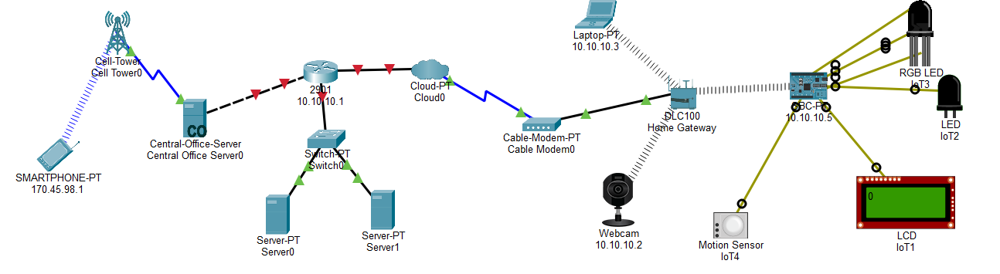 Laptop-PT
10.10.10.3
Cell-Tower
Cell Tower0
2901
10.10.10.1
Cloud-PT
Cloud0
RGB LED
IoT3
SBC-PT
10.10.10.5
DLC100
Home Gateway
LED
IoT2
CO
Central-Office-Server
Central Office Server0
Cable-Modem-PT
Cable Modem0
Switch-PT
Switch0
SMARTPHONE-PT
170.45.98.1
0
Server-PT
Server0
Server-PT
Server1
Webcam
10.10.10.2
Motion Sensor
IoT4
LCD
IoT1